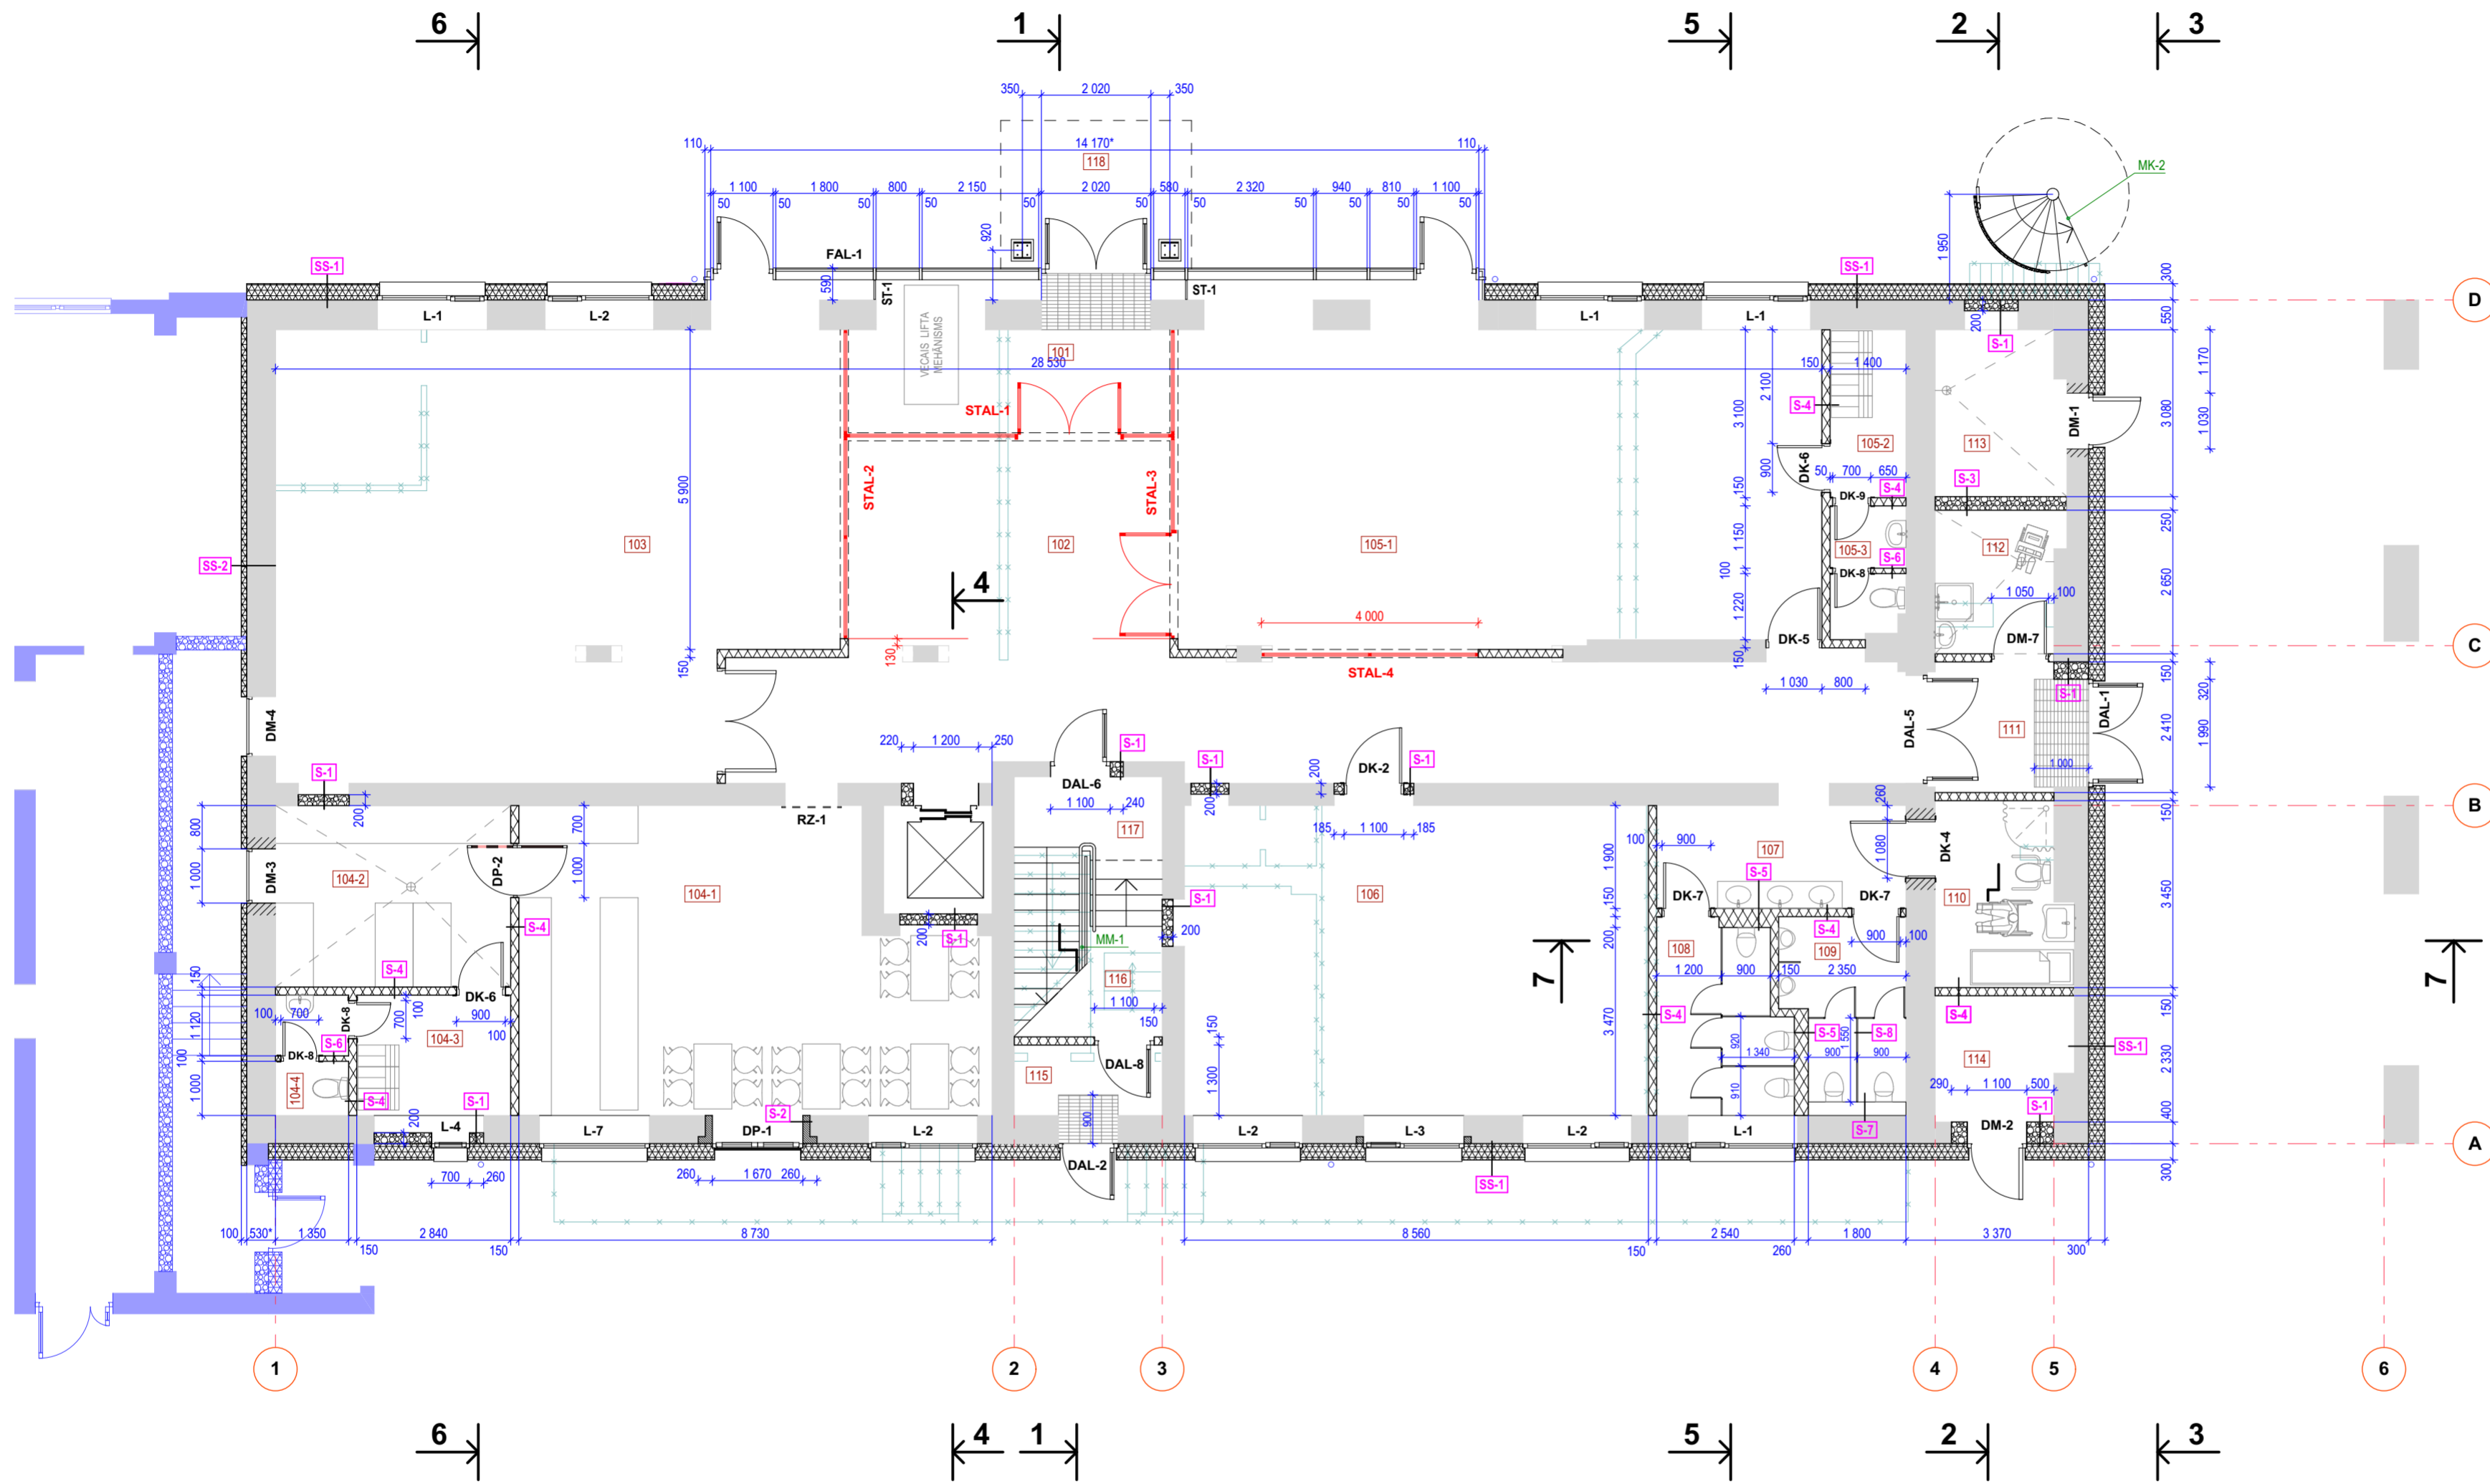 6
1
5
2
3
350
2 020
350
110
14 170*
110
118
1 100
1 800
800
2 150
2 020
580
2 320
940
810
1 100
50
50
50
50
50
50
50
50
50
50
50
MK-2
920
1 950
FAL-1
590
SS-1
ST-1
ST-1
SS-1
300
D
L-1
L-2
L-1
L-1
200
S-1
550
VECAIS LIFTA
MEHĀNISMS
101
28 530
150
1 400
1 170
STAL-1
2 100
3 100
S-4
3 080
1 030
DM-1
105-2
113
STAL-2
STAL-3
5 900
DK-6
900
150
50
700
650
DK-9
S-4
S-3
250
103
102
105-1
1 150
105-3
S-6
112
SS-2
4
100
DK-8
2 650
1 050
100
4 000
1 220
DK-5
DM-7
130
150
150
C
STAL-4
1 030
800
S-1
320
DM-4
DAL-5
DAL-1
111
2 410
1 990
220
1 200
250
S-1
S-1
DK-2
S-1
200
1 000
S-1
DAL-6
200
800
200
700
RZ-1
1 100
240
117
185
1 100
185
260
150
B
100
900
107
1 080
DK-4
DM-3
1 000
104-2
DP-2
1 000
104-1
106
1 900
S-5
DK-7
DK-7
110
3 450
S-1
S-4
200
S-1
200
MM-1
150
S-4
200
108
109
900
100
7
7
150
S-4
116
1 200
900
150
2 350
1 100
150
DK-6
100
700
DK-8
700
100
900
100
1 120
104-3
S-6
DK-8
150
3 470
S-4
S-4
150
S-5
S-8
1 550
920
1 340
900
900
SS-1
2 330
114
100
1 000
104-4
S-4
115
DAL-8
1 300
910
290
1 100
500
200
S-1
900
S-1
400
L-4
L-7
S-2
DP-1
L-2
L-2
L-3
L-2
L-1
S-7
DM-2
A
DAL-2
300
700
260
260
1 670
260
SS-1
100
530*
1 350
2 840
8 730
8 560
2 540
1 800
3 370
150
150
150
260
300
1
2
3
4
5
6
6
4
1
5
2
3